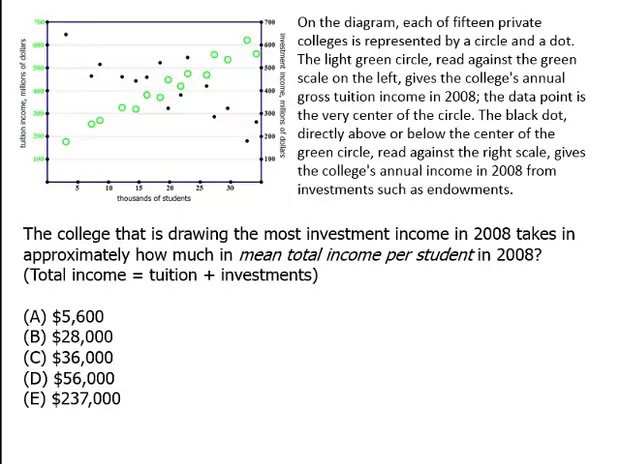 On the diagram, each of fifteen private
colleges is represented by a circle and a dot.
The light green circle, read against the green
scale on the left, gives the college's annual
gross tuition income in 2008; the data point is
the very center of the circle. The black dot,
directly above or below the center of the
green circle, read against the right scale, gives
the college's annual income in 2008 from
investments such as endowments.
tuition income, millions of dollars
700
600
500
400
300
200
100
700
600
500
400
300
200
100
investment income, millions of dollars
5 10 15 20 25 30
thousands of students
The college that is drawing the most investment income in 2008 takes in
approximately how much in mean total income per student in 2008?
(Total income = tuition + investments)
(A) $5,600
(B) $28,000
(C) $36,000
(D) $56,000
(E) $237,000